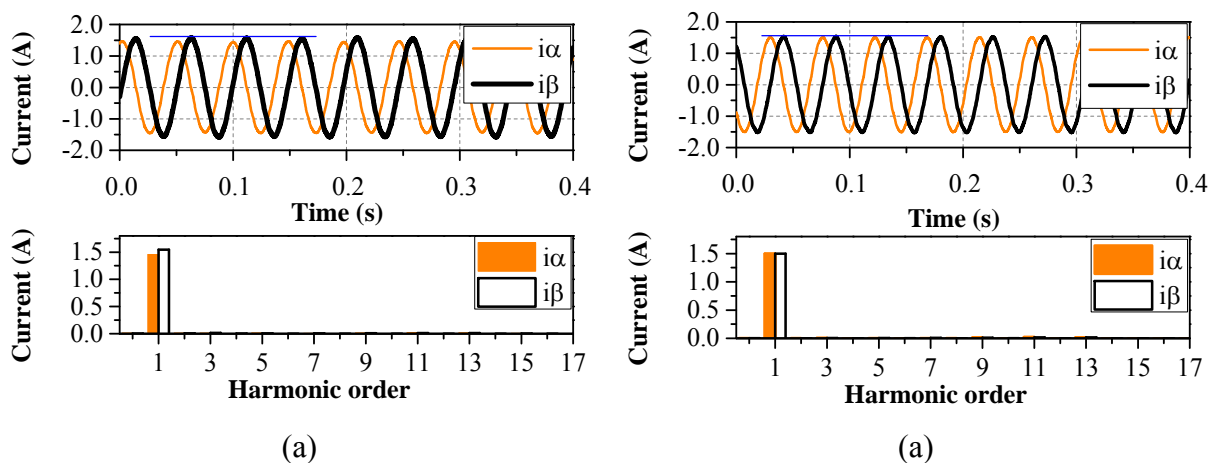 Current (A)
2.0
1.0
0.0
-1.0
-2.0
iα
iβ
0.0 0.1 0.2 0.3 0.4
Time (s)
Current (A)
1.5
1.0
0.5
0.0
iα
iβ
1 3 5 7 9 11 13 15 17
Harmonic order
(a)
Current (A)
2.0
1.0
0.0
-1.0
-2.0
iα
iβ
0.0 0.1 0.2 0.3 0.4
Time (s)
Current (A)
1.5
1.0
0.5
0.0
iα
iβ
1 3 5 7 9 11 13 15 17
Harmonic order
(a)